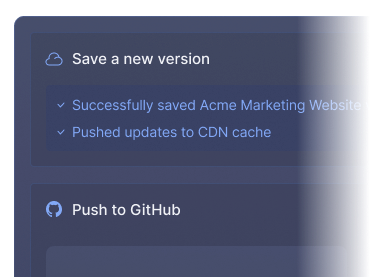 Save a new version
Successfully saved Acme Marketing Website
Pushed updates to CDN cache
Push to GitHub